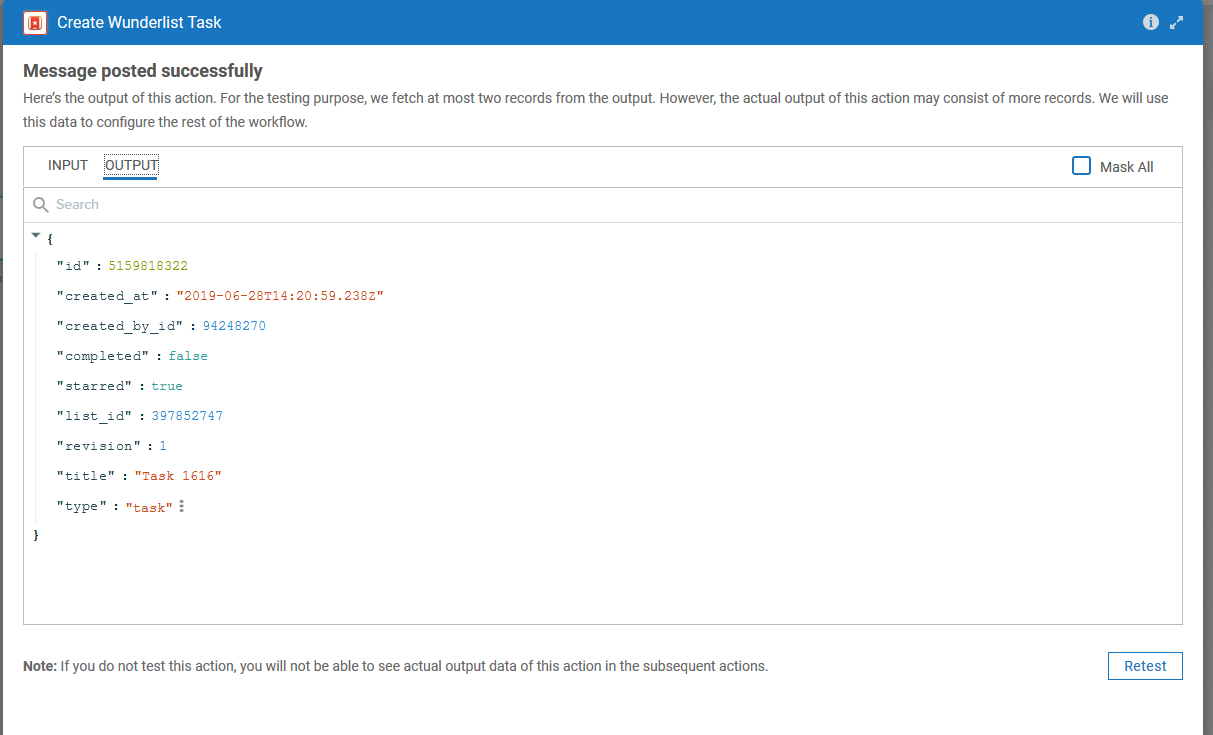 Create Wunderlist Task
Message posted successfully
Here's the output of this action. For the testing purpose, we fetch at most two records from the output. However, the actual output of this action may consist of more records. We will use
this data to configure the rest of the workflow.
INPUT OUTPUT Mask All
Search
{
"id" : 5159818322
"created_at" : "2019-06-28T14:20:59.238Z"
"created_by_id" : 94248270
"completed" : false
"starred" : true
"list_id" : 397852747
"revision" : 1
"title" : "Task 1616"
"type" : "task"
}
Note: If you do not test this action, you will not be able to see actual output data of this action in the subsequent actions.
Retest